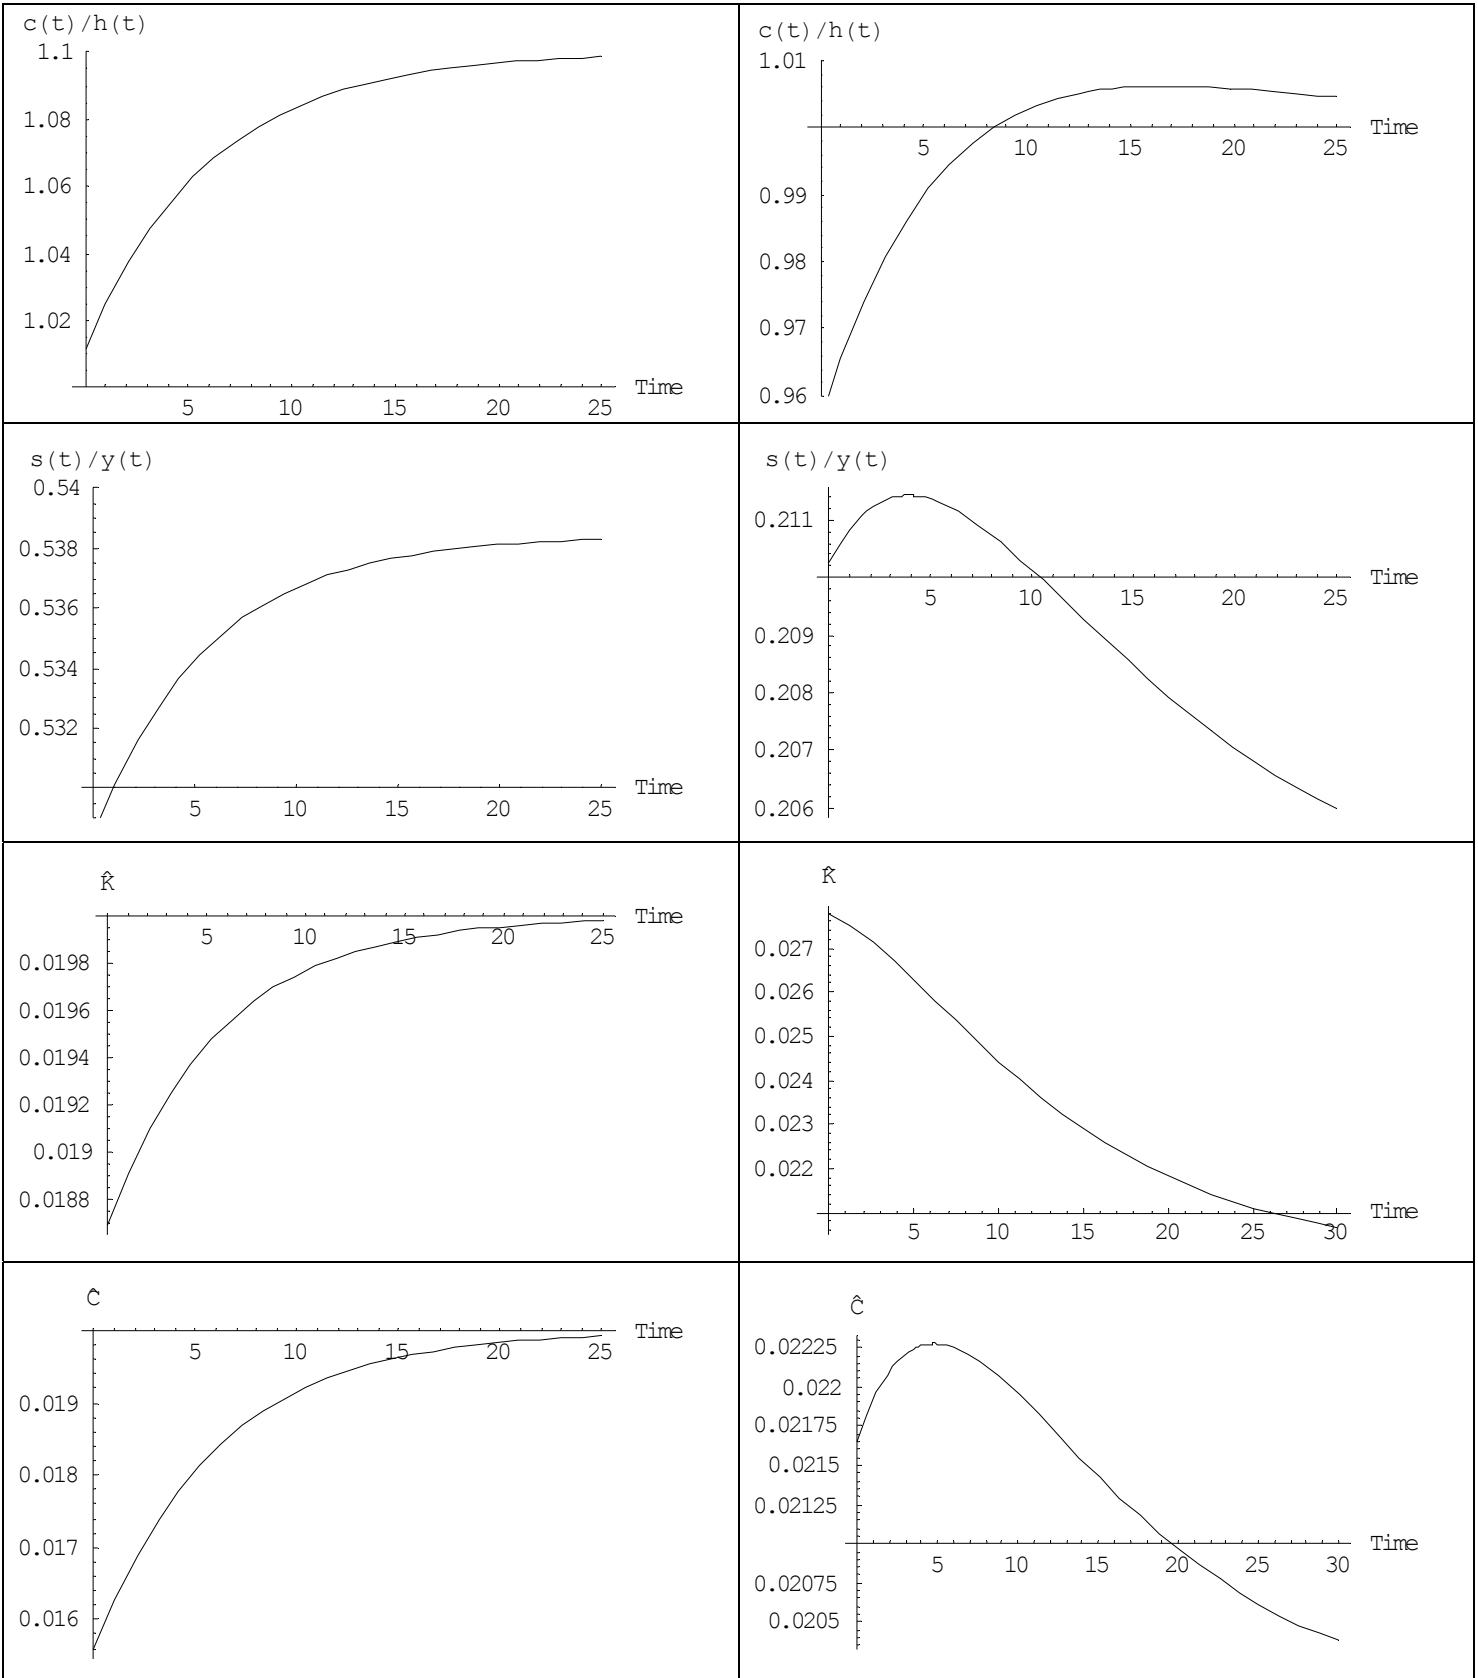 c(t)/h(t)
1.1
1.08
1.06
1.04
1.02
Time
5 10 15 20 25
c(t)/h(t)
1.01
Time
5 10 15 20 25
0.99
0.98
0.97
0.96
s(t)/y(t)
0.54
0.538
0.536
0.534
0.532
Time
5 10 15 20 25
s(t)/y(t)
0.211
Time
5 10 15 20 25
0.209
0.208
0.207
0.206
K̂
Time
5 10 15 20 25
0.0198
0.0196
0.0194
0.0192
0.019
0.0188
K̂
0.027
0.026
0.025
0.024
0.023
0.022
Time
5 10 15 20 25 30
Ĉ
Time
5 10 15 20 25
0.019
0.018
0.017
0.016
Ĉ
0.02225
0.022
0.02175
0.0215
0.02125
Time
5 10 15 20 25 30
0.02075
0.0205